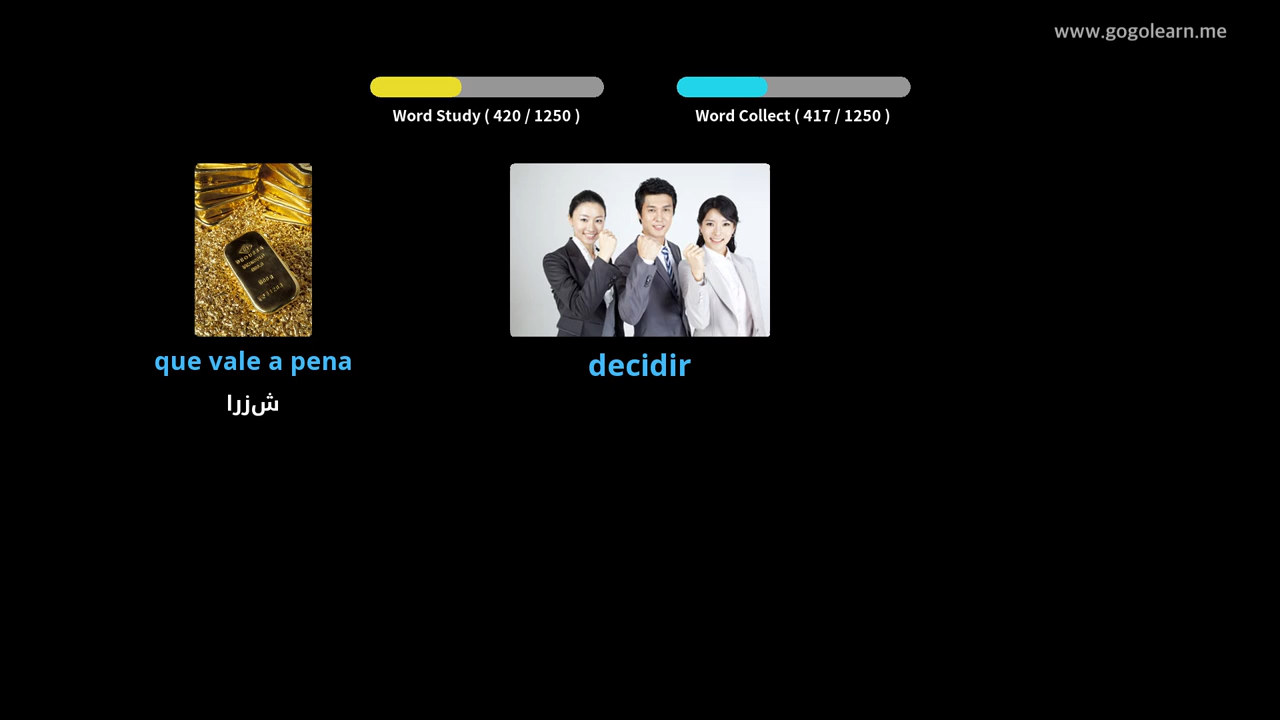 www.gogolearn.me
Word Study ( 420 / 1250 )
Word Collect ( 417 / 1250 )
que vale a pena
شزرا
decidir